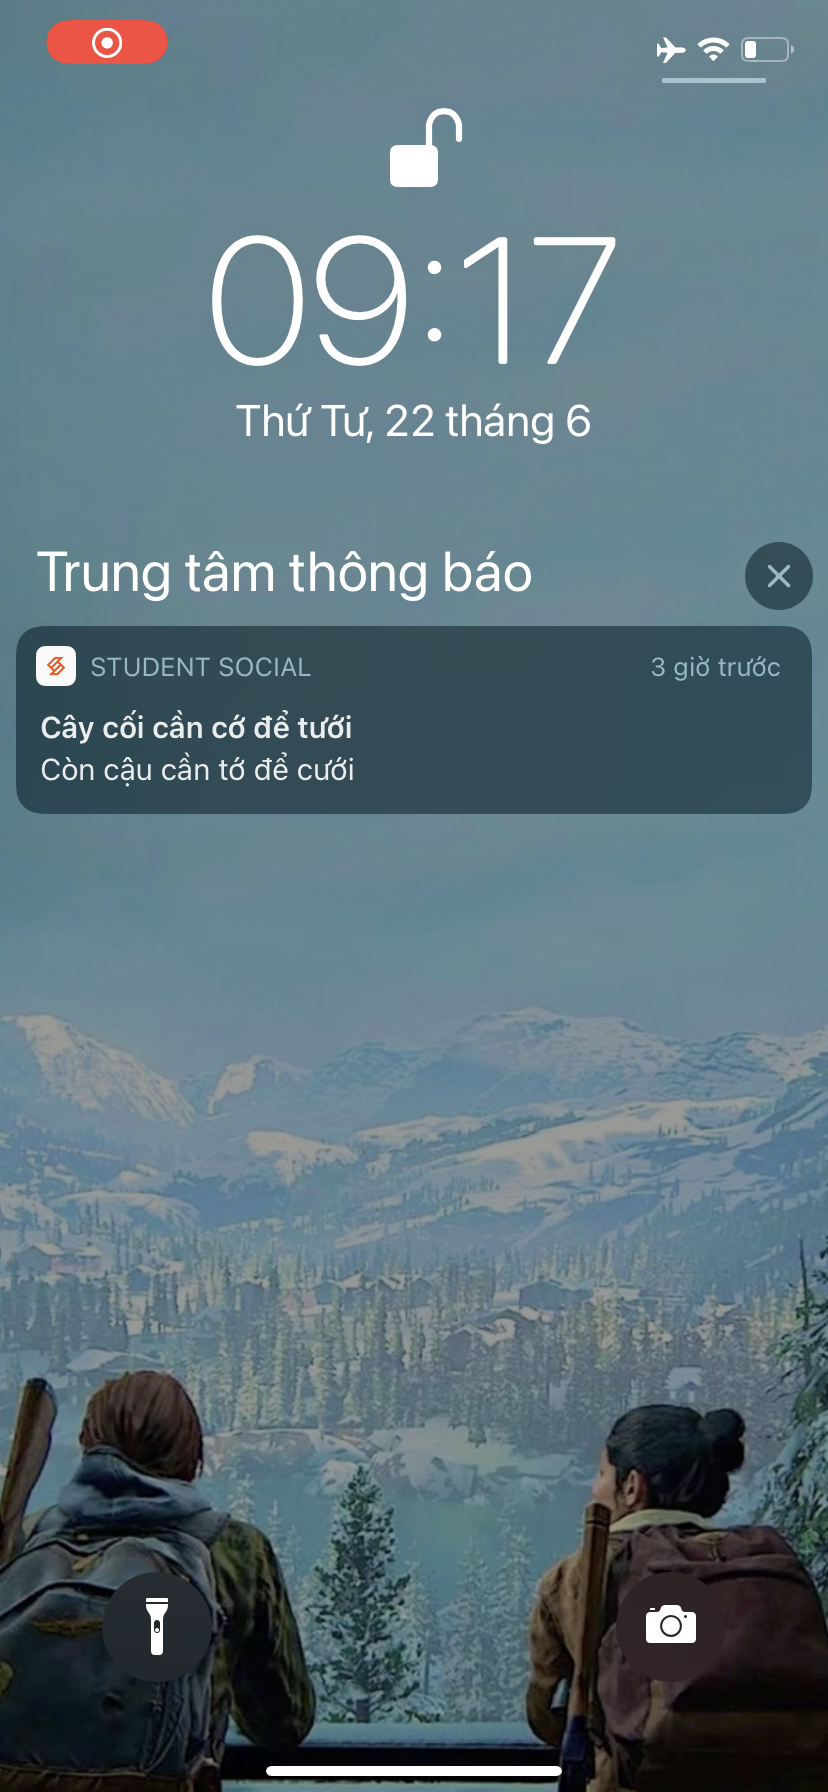 09:17
Thứ Tư, 22 tháng 6
Trung tâm thông báo
STUDENT SOCIAL
3 giờ trước
Cây cối cần cớ để tưới
Còn cậu cần tớ để cưới